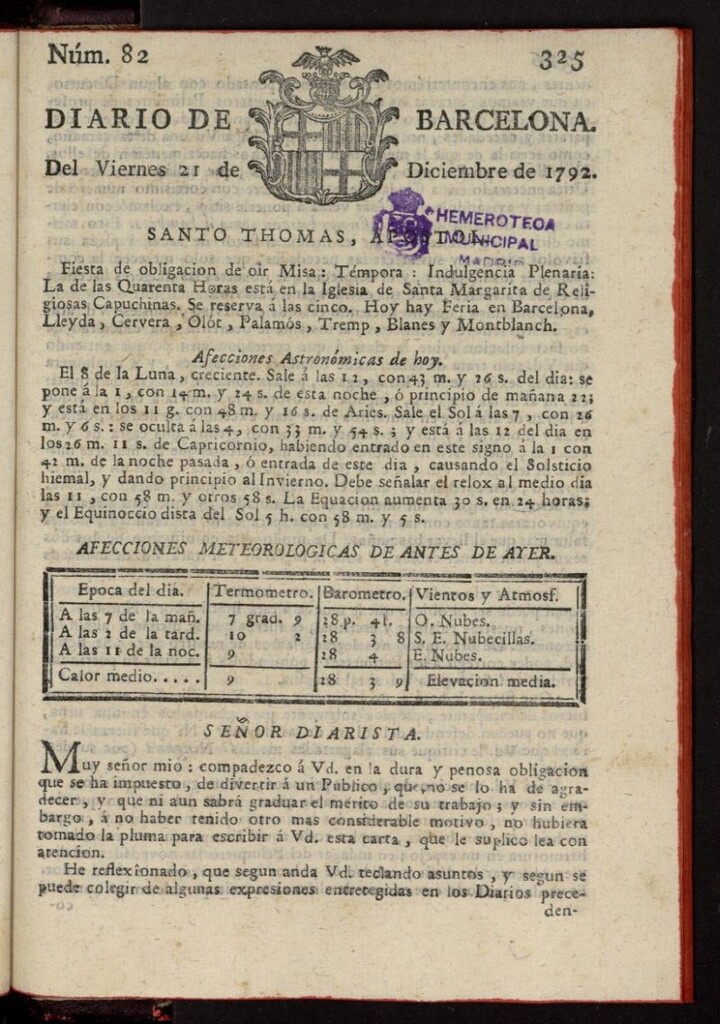 Núm. 82 325
DIARIO DE BARCELONA.
Del Viernes 21 de Diciembre de 1792.
HEMEROTECA
MUNICIPAL
MADRID
SANTO THOMAS, APOSTOL.
Fiesta de obligacion de oir Misa: Témpora: Indulgencia Plenaria:
La de las Quarenta Horas está en la Iglesia de Santa Margarita de Reli-
giosas Capuchinas. Se reserva á las cinco. Hoy hay Feria en Barcelona,
Lleyda, Cervera, Olót, Palamós, Tremp, Blanes y Montblanch.
Afecciones Astronómicas de hoy.
El 8 de la Luna, creciente. Sale á las 12, con 43 m. y 26 s. del dia: se
pone á la 1, con 14 m. y 24 s. de esta noche, ó principio de mañana 22;
y está en los 11 g. con 48 m. y 16 s. de Aries. Sale el Sol á las 7, con 26
m. y 6 s.: se oculta á las 4, con 33 m. y 54 s.; y está á las 12 del dia en
los 26 m. 11 s. de Capricornio, habiendo entrado en este signo á la 1 con
42 m. de la noche pasada, ó entrada de este dia, causando el Solsticio
hiemal, y dando principio al Invierno. Debe señalar el relox al medio dia
las 11, con 58 m. y otros 58 s. La Equacion aumenta 30 s. en 24 horas;
y el Equinoccio dista del Sol 5 h. con 58 m. y 5 s.
AFECCIONES METEOROLOGICAS DE ANTES DE AYER.
Epoca del dia. Termometro. Barometro. Vientos y Atmosf.
A las 7 de la mañ. 7 grad. 9 28 p. 4 l. O. Nubes.
A las 2 de la tard. 10 2 28 3 8 S. E. Nubecillas.
A las 11 de la noc. 9 28 4 E. Nubes.
Calor medio..... 9 28 3 9 Elevacion media.
SEÑOR DIARISTA.
Muy señor mio: compadezco á Vd. en la dura y penosa obligacion
que se ha impuesto, de divertir á un Público, que no se lo ha de agra-
decer, y que ni aun sabrá graduar el mérito de su trabajo; y sin em-
bargo, á no haber tenido otro mas considerable motivo, no hubiera
tomado la pluma para escribir á Vd. esta carta, que le suplico lea con
atencion.
He reflexîonado, que segun anda Vd. teclando asuntos, y segun se
puede colegir de algunas expresiones entretegidas en los Diarios prece-
den-